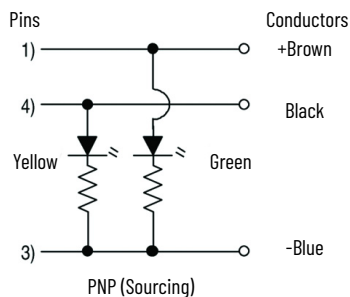 Pins Conductors
1) +Brown
4) Black
Yellow Green
3) -Blue
PNP (Sourcing)